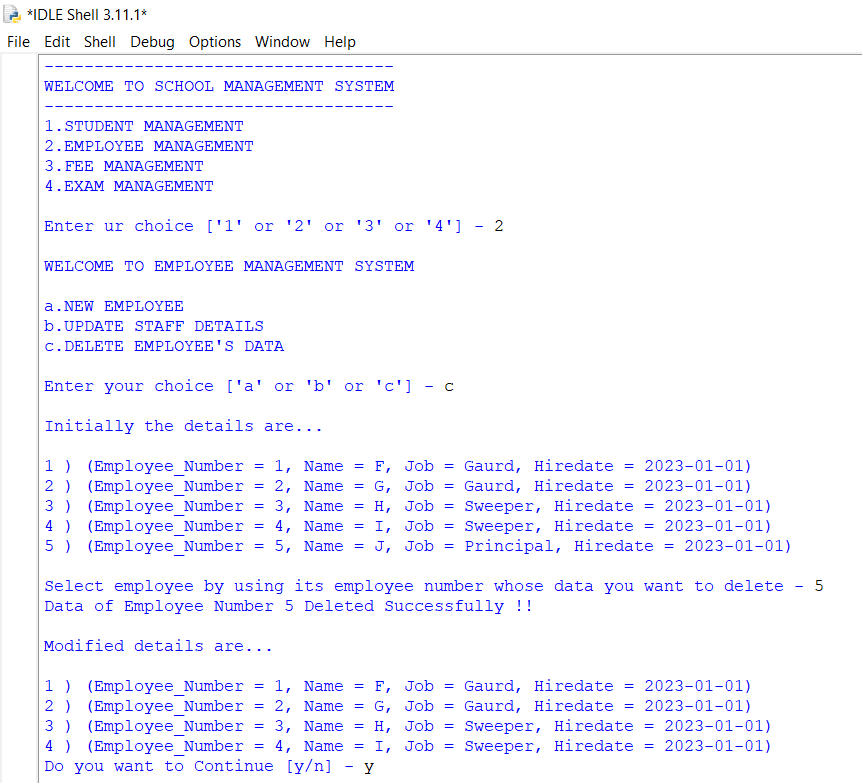 *IDLE Shell 3.11.1*
File Edit Shell Debug Options Window Help
-----------------------------------
WELCOME TO SCHOOL MANAGEMENT SYSTEM
-----------------------------------
1.STUDENT MANAGEMENT
2.EMPLOYEE MANAGEMENT
3.FEE MANAGEMENT
4.EXAM MANAGEMENT
Enter ur choice ['1' or '2' or '3' or '4'] - 2
WELCOME TO EMPLOYEE MANAGEMENT SYSTEM
a.NEW EMPLOYEE
b.UPDATE STAFF DETAILS
c.DELETE EMPLOYEE'S DATA
Enter your choice ['a' or 'b' or 'c'] - c
Initially the details are...
1 ) (Employee_Number = 1, Name = F, Job = Gaurd, Hiredate = 2023-01-01)
2 ) (Employee_Number = 2, Name = G, Job = Gaurd, Hiredate = 2023-01-01)
3 ) (Employee_Number = 3, Name = H, Job = Sweeper, Hiredate = 2023-01-01)
4 ) (Employee_Number = 4, Name = I, Job = Sweeper, Hiredate = 2023-01-01)
5 ) (Employee_Number = 5, Name = J, Job = Principal, Hiredate = 2023-01-01)
Select employee by using its employee number whose data you want to delete - 5
Data of Employee Number 5 Deleted Successfully !!
Modified details are...
1 ) (Employee_Number = 1, Name = F, Job = Gaurd, Hiredate = 2023-01-01)
2 ) (Employee_Number = 2, Name = G, Job = Gaurd, Hiredate = 2023-01-01)
3 ) (Employee_Number = 3, Name = H, Job = Sweeper, Hiredate = 2023-01-01)
4 ) (Employee_Number = 4, Name = I, Job = Sweeper, Hiredate = 2023-01-01)
Do you want to Continue [y/n] - y